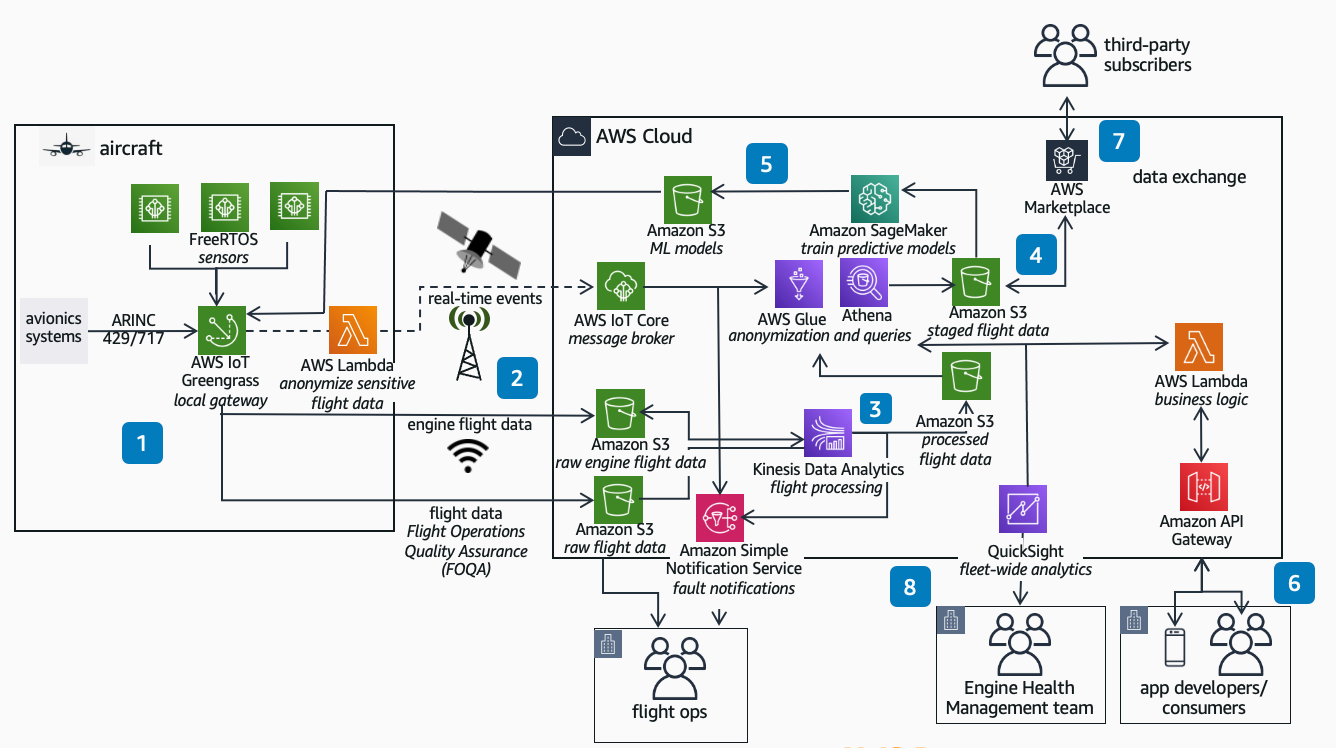 third-party
subscribers
AWS Cloud
7
aircraft
5
data exchange
AWS
Marketplace
FreeRTOS
sensors
Amazon S3
ML models
Amazon SageMaker
train predictive models
4
real-time events
avionics
systems
ARINC
429/717
AWS IoT Core
message broker
AWS Glue
Athena
anonymization and queries
Amazon S3
staged flight data
AWS IoT
Greengrass
local gateway
AWS Lambda
anonymize sensitive
flight data
2
AWS Lambda
business logic
3
1
engine flight data
Amazon S3
raw engine flight data
Kinesis Data Analytics
flight processing
Amazon S3
processed
flight data
flight data
Flight Operations
Quality Assurance
(FOQA)
Amazon S3
raw flight data
Amazon Simple
Notification Service
fault notifications
QuickSight
fleet-wide analytics
Amazon API
Gateway
8
6
flight ops
Engine Health
Management team
app developers/
consumers